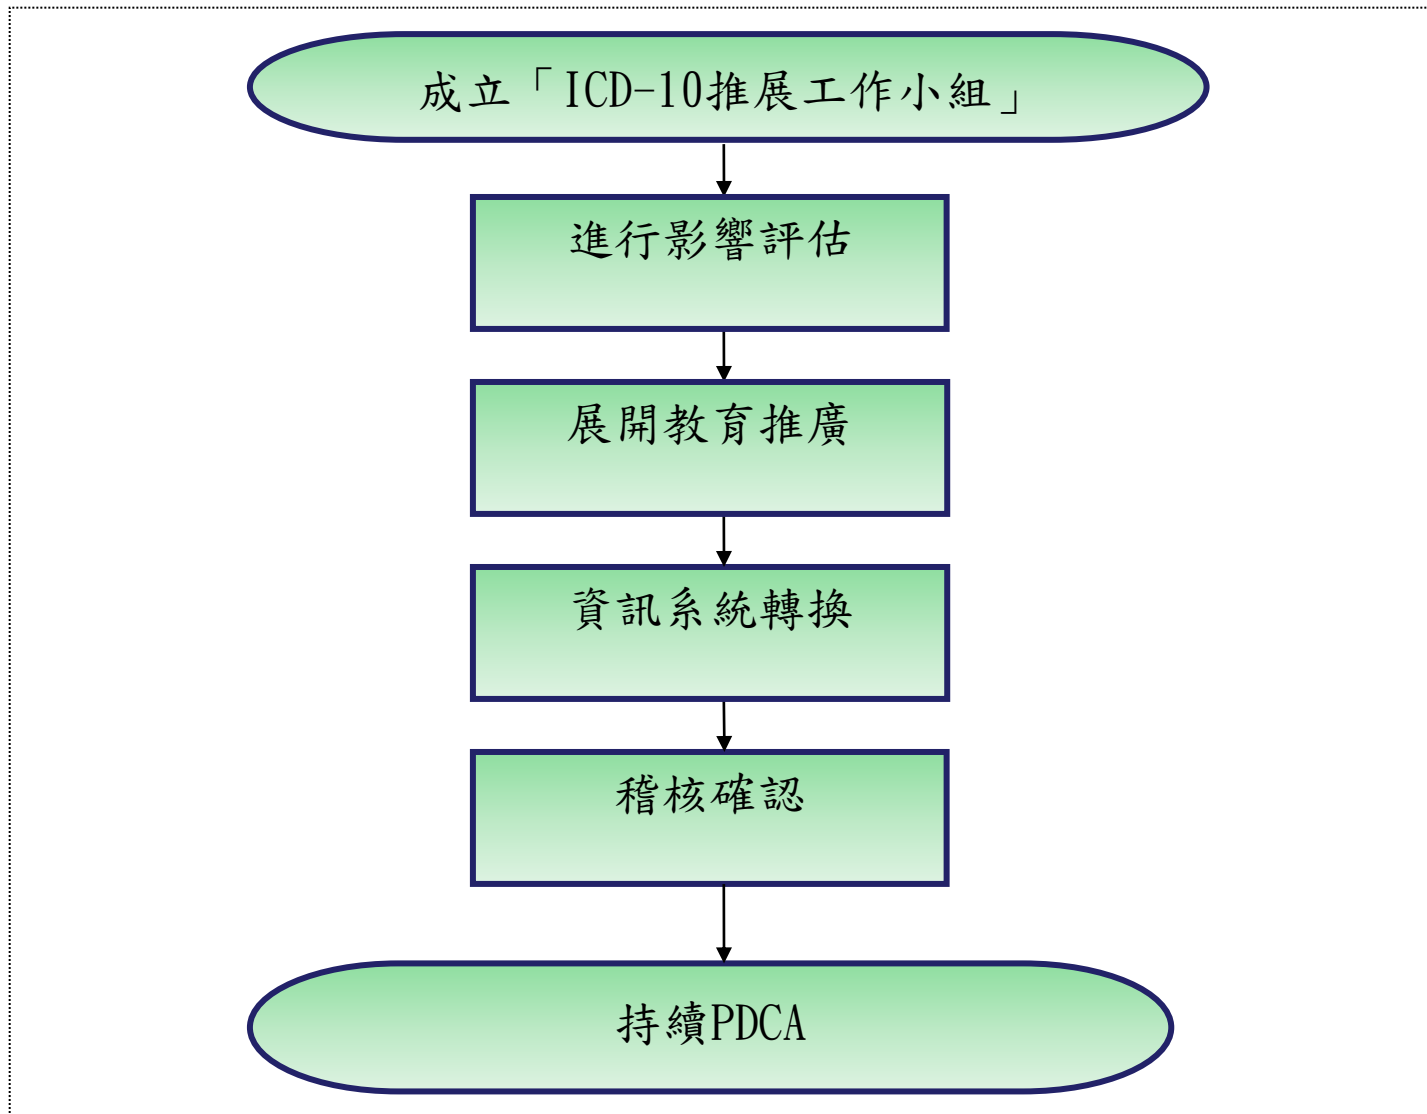 成立「ICD-10推展工作小組」
進行影響評估
展開教育推廣
資訊系統轉換
稽核確認
持續PDCA